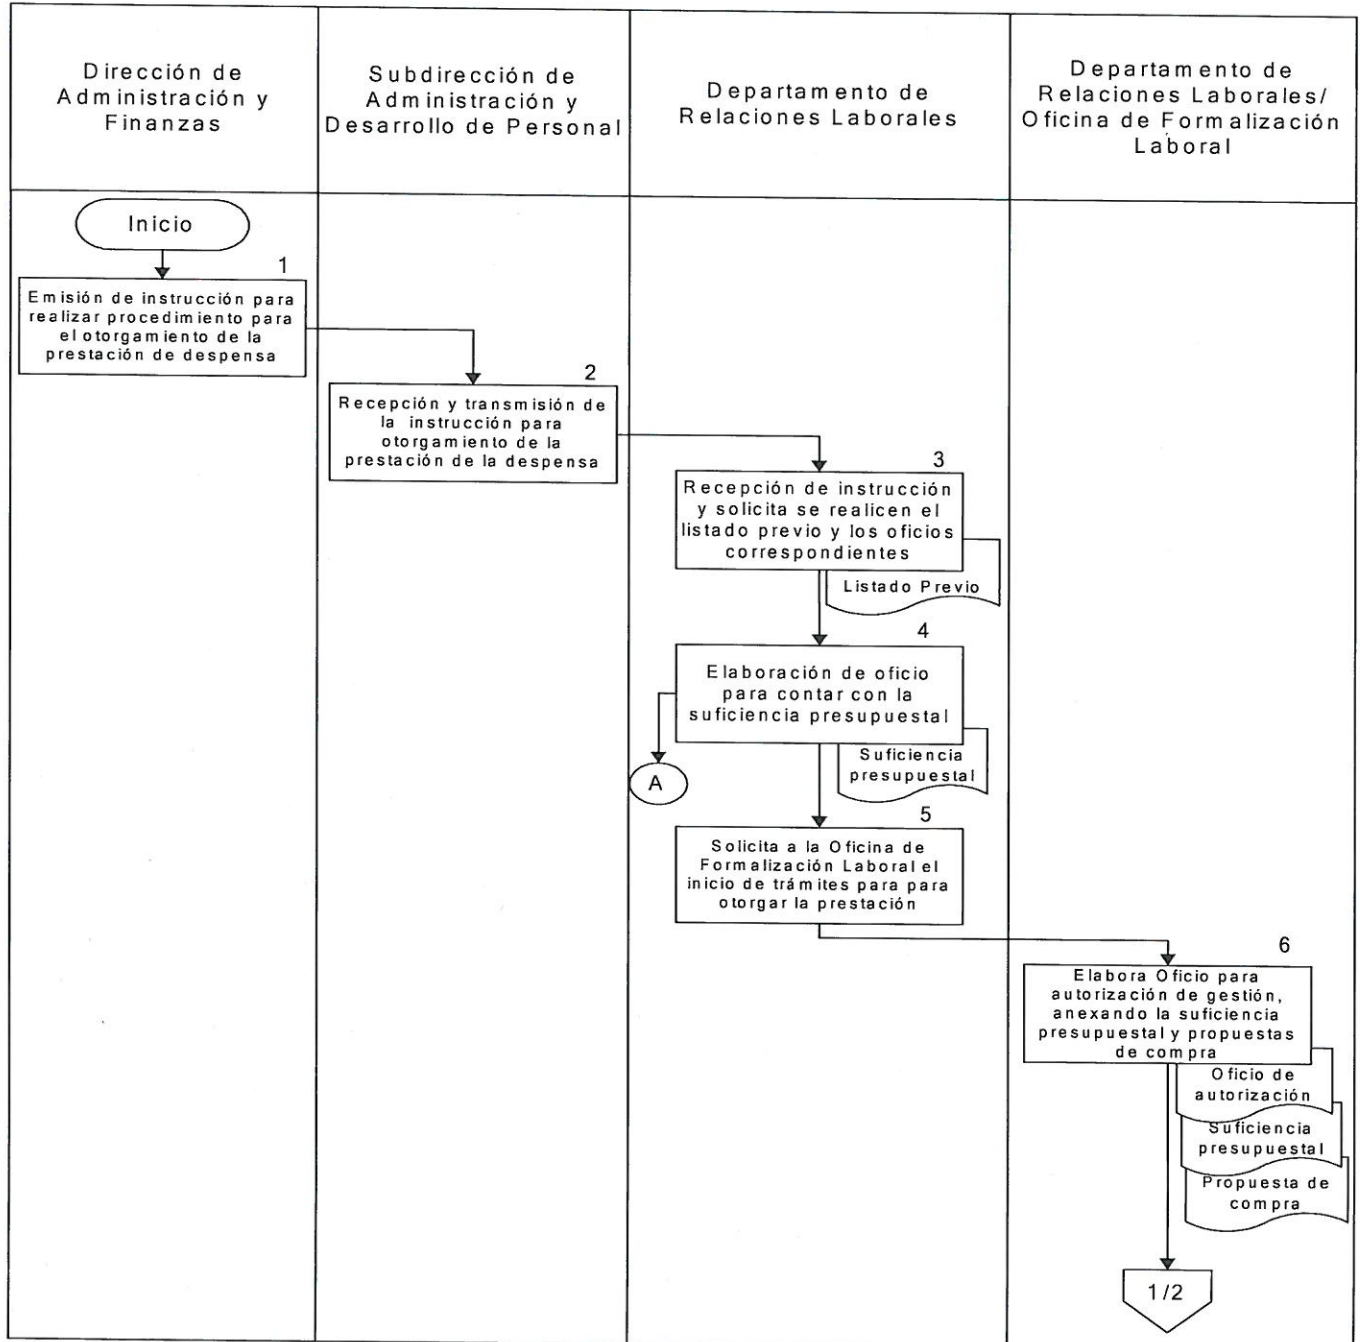 Dirección de
Administración y
Finanzas
Subdirección de
Administración y
Desarrollo de Personal
Departamento de
Relaciones Laborales
Departamento de
Relaciones Laborales/
Oficina de Formalización
Laboral
Inicio
1
Emisión de instrucción para
realizar procedimiento para
el otorgamiento de la
prestación de despensa
2
Recepción y transmisión de
la instrucción para
otorgamiento de la
prestación de la despensa
3
Recepción de instrucción
y solicita se realicen el
listado previo y los oficios
correspondientes
Listado Previo
4
Elaboración de oficio
para contar con la
suficiencia presupuestal
Suficiencia
presupuestal
A
5
Solicita a la Oficina de
Formalización Laboral el
inicio de trámites para para
otorgar la prestación
6
Elabora Oficio para
autorización de gestión,
anexando la suficiencia
presupuestal y propuestas
de compra
Oficio de
autorización
Suficiencia
presupuestal
Propuesta de
compra
1/2